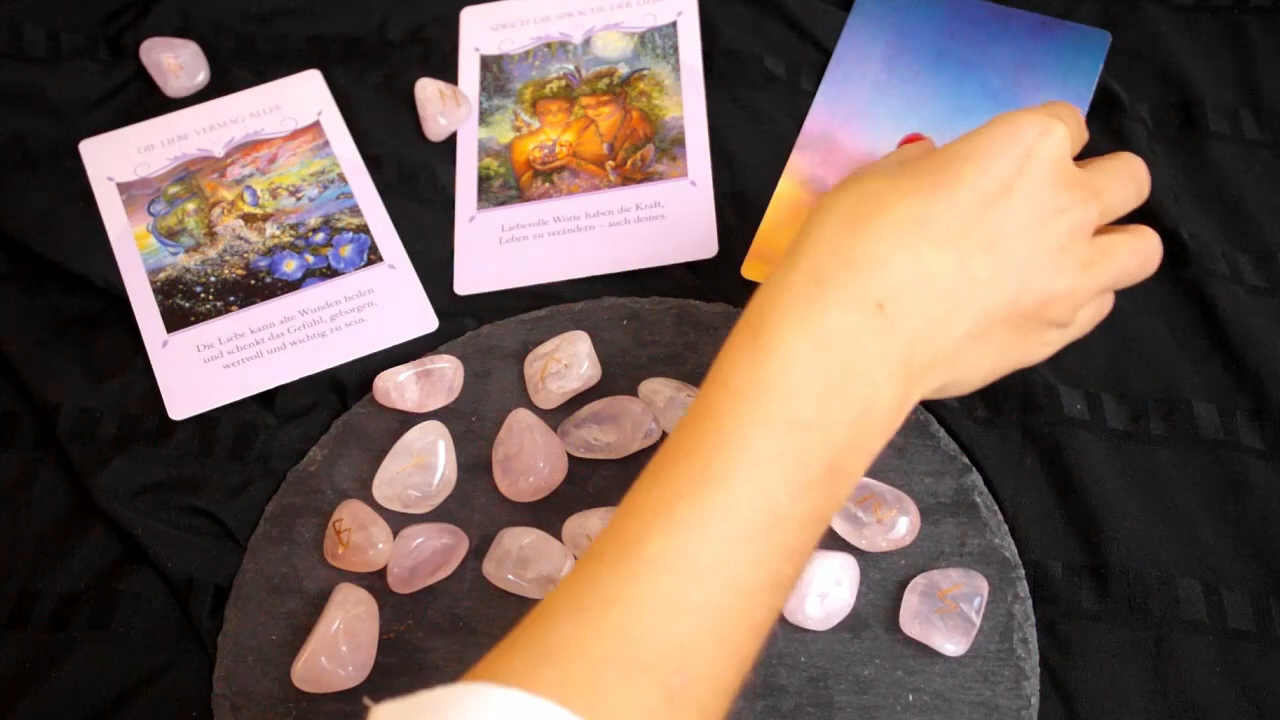 DIE LIEBE VERMAG ALLES
Die Liebe kann alte Wunden heilen
und schenkt das Gefühl, geborgen,
wertvoll und wichtig zu sein.
SPRICH DIE SPRACHE DER LIEBE
Liebevolle Worte haben die Kraft,
Leben zu verändern – auch deines.